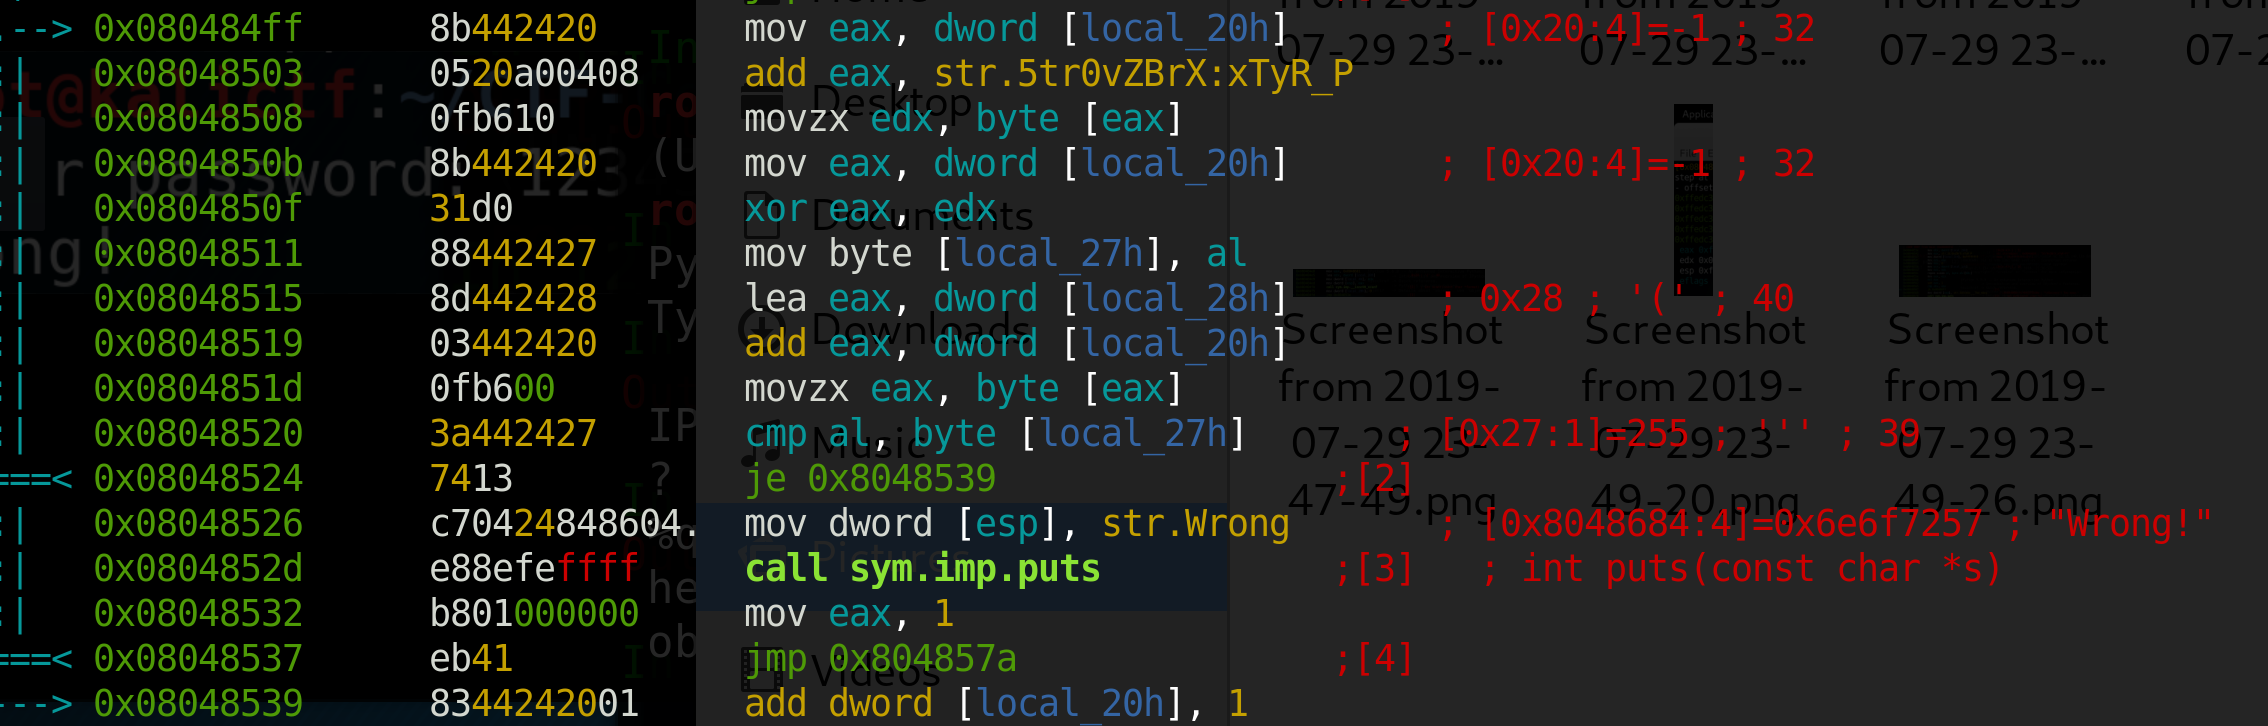 .--> 0x080484ff 8b442420 mov eax, dword [local_20h] ; [0x20:4]=-1 ; 32
:| 0x08048503 0520a00408 add eax, str.5tr0vZBrX:xTyR_P
:| 0x08048508 0fb610 movzx edx, byte [eax]
:| 0x0804850b 8b442420 mov eax, dword [local_20h] ; [0x20:4]=-1 ; 32
:| 0x0804850f 31d0 xor eax, edx
:| 0x08048511 88442427 mov byte [local_27h], al
:| 0x08048515 8d442428 lea eax, dword [local_28h] ; 0x28 ; '(' ; 40
:| 0x08048519 03442420 add eax, dword [local_20h]
:| 0x0804851d 0fb600 movzx eax, byte [eax]
:| 0x08048520 3a442427 cmp al, byte [local_27h] ; [0x27:1]=255 ; ''' ; 39
===< 0x08048524 7413 je 0x8048539 ;[2]
:| 0x08048526 c70424848604. mov dword [esp], str.Wrong ; [0x8048684:4]=0x6e6f7257 ; "Wrong!"
:| 0x0804852d e88efeffff call sym.imp.puts ;[3] ; int puts(const char *s)
:| 0x08048532 b801000000 mov eax, 1
===< 0x08048537 eb41 jmp 0x804857a ;[4]
---> 0x08048539 8344242001 add dword [local_20h], 1
t@kalictf:~/CTF-
r password: 123
ng!
Desktop
Documents
Downloads
Music
Pictures
Videos
07-29 23-...
07-29 23-...
07-29 23-...
Screenshot
from 2019-
07-29 23-
47-49.png
Screenshot
from 2019-
07-29 23-
49-20.png
Screenshot
from 2019-
07-29 23-
49-26.png